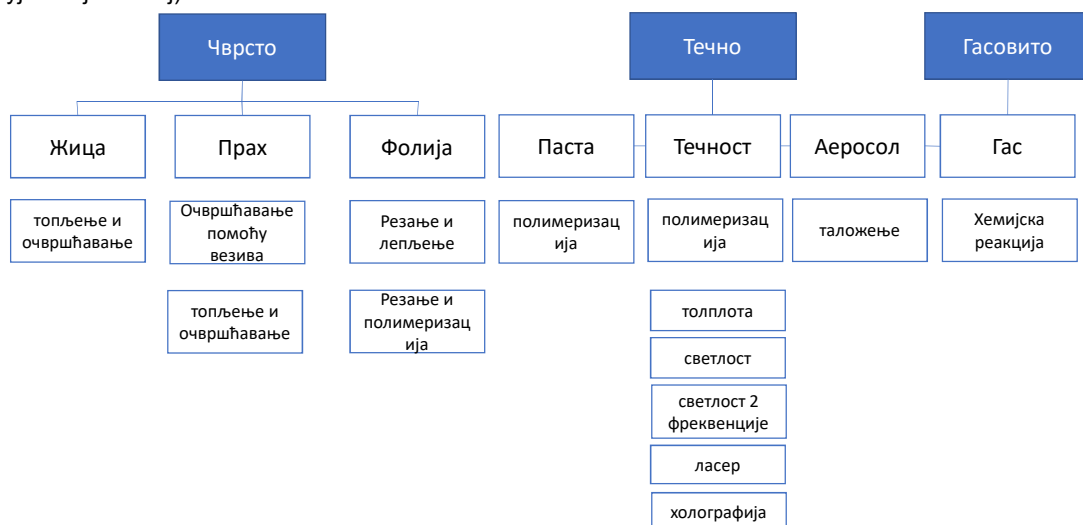 Чврсто
Течно
Гасовито
Жица
Прах
Фолија
Паста
Течност
Аеросол
Гас
топљење и
очвршћавање
Очвршћавање
помоћу
везива
Резање и
лепљење
полимеризац
ија
полимеризац
ија
таложење
Хемијска
реакција
топљење и
очвршћавање
Резање и
полимеризац
ија
толплота
светлост
светлост 2
фреквенције
ласер
холографија